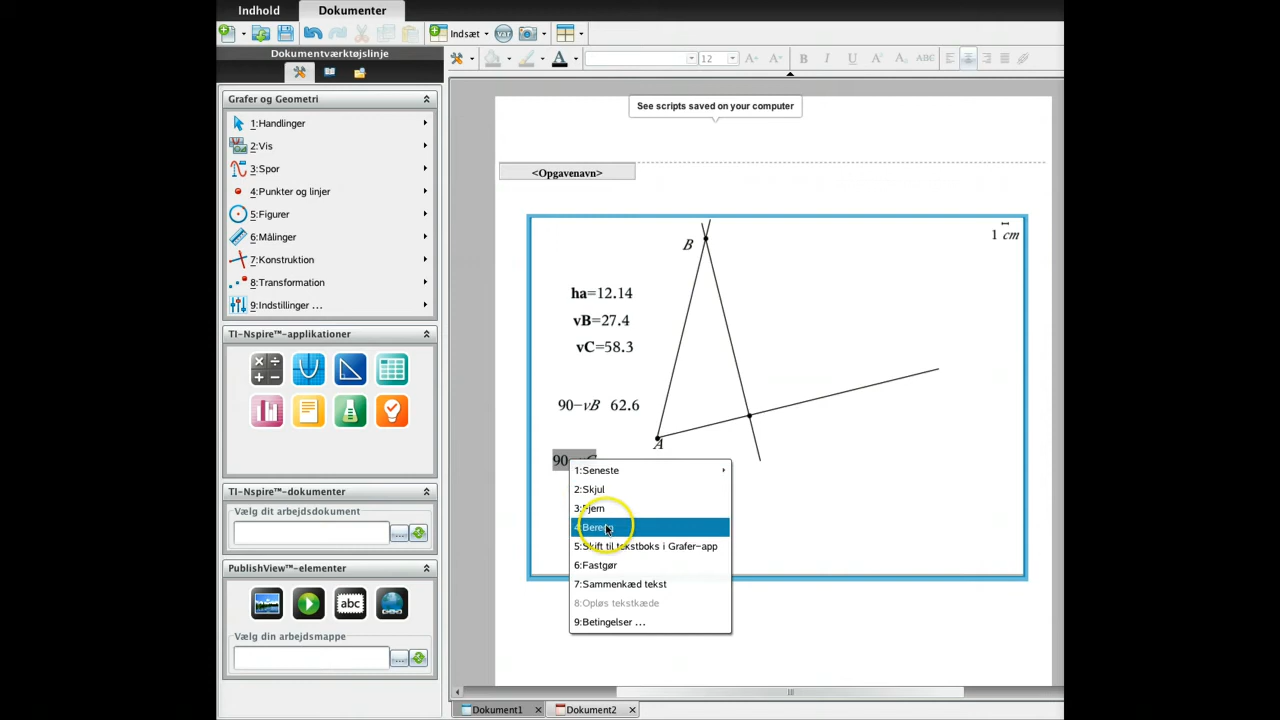 Indhold
Dokumenter
Indsæt
var
Dokumentværktøjslinje
12
B I U A A ABC
See scripts saved on your computer
Grafer og Geometri
1:Handlinger
2:Vis
3:Spor
4:Punkter og linjer
5:Figurer
6:Målinger
7:Konstruktion
8:Transformation
9:Indstillinger ...
<Opgavenavn>
B
1 cm
ha=12.14
vB=27.4
vC=58.3
90−vB 62.6
A
90
TI-Nspire™-applikationer
1:Seneste
2:Skjul
3:Fjern
5:Skift til tekstboks i Grafer-app
6:Fastgør
7:Sammenkæd tekst
8:Opløs tekstkæde
9:Betingelser ...
TI-Nspire™-dokumenter
Vælg dit arbejdsdokument
...
PublishView™-elementer
abc
Vælg din arbejdsmappe
...
Dokument1
Dokument2